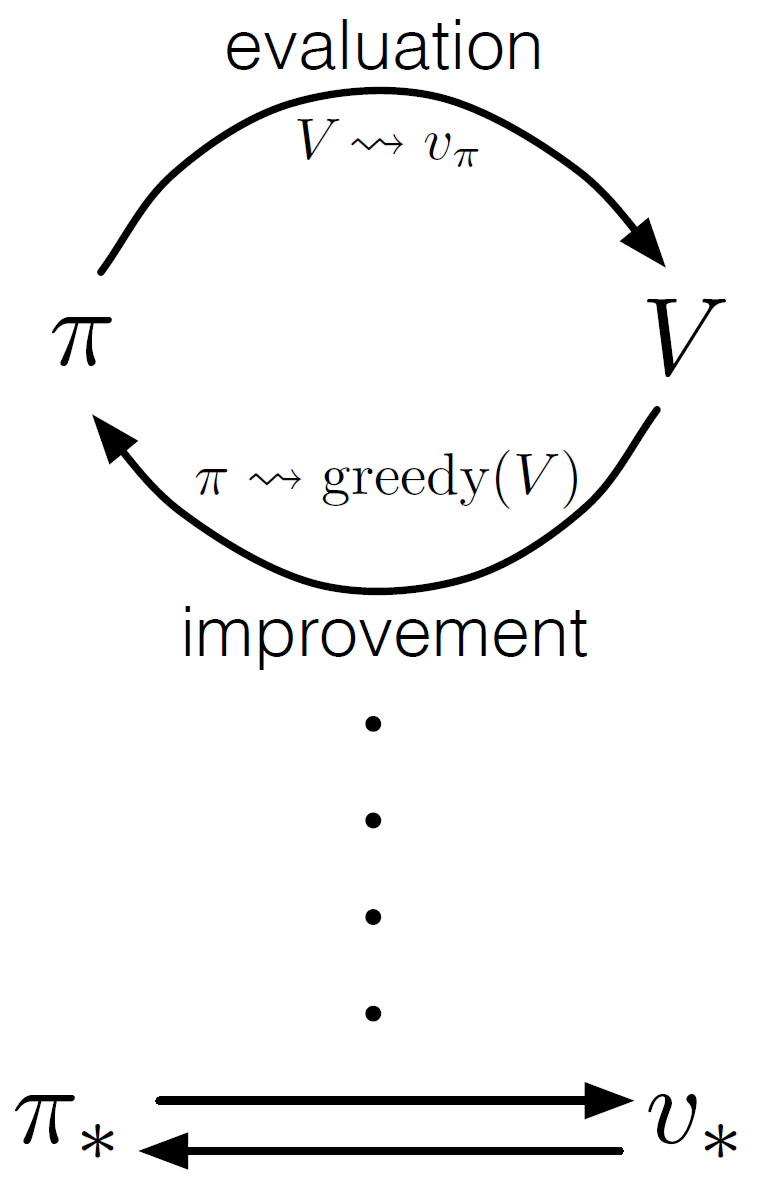 evaluation
V ⇝ v_π
π V
π ⇝ greedy(V)
improvement
π_* v_*